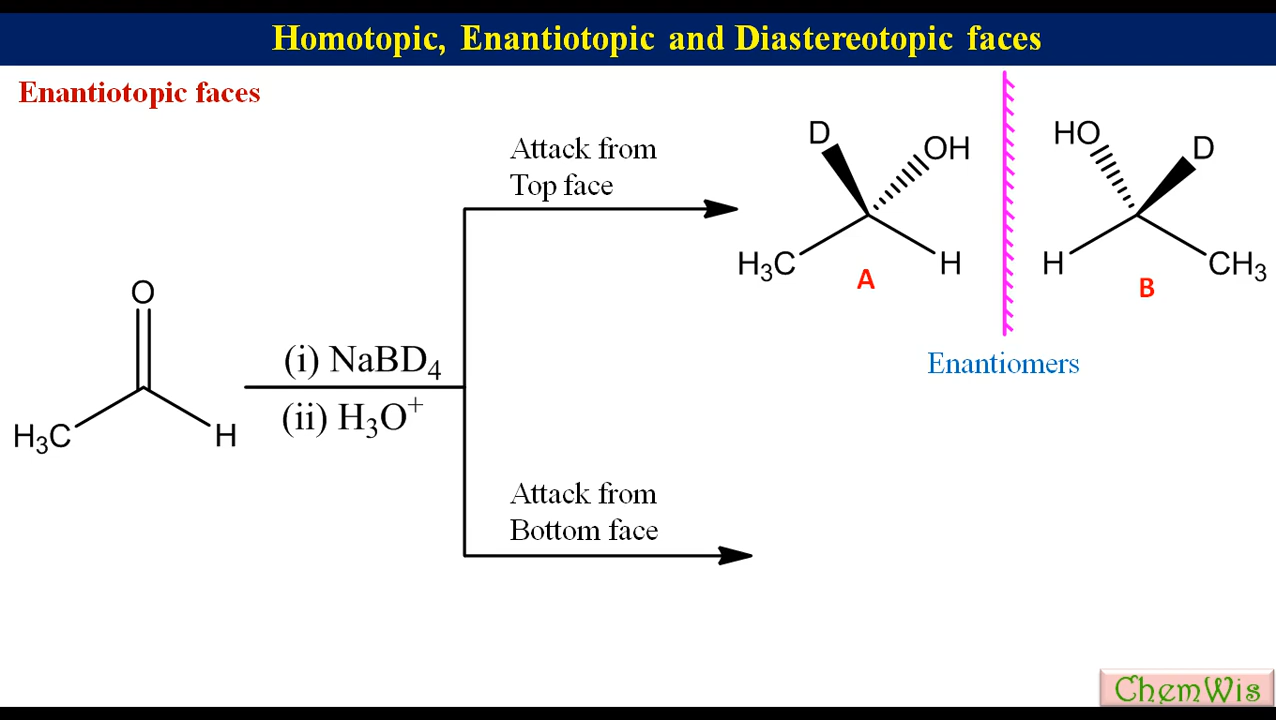 Homotopic, Enantiotopic and Diastereotopic faces
Enantiotopic faces
Attack from
Top face
D
OH
H₃C
H
A
HO
D
H
CH₃
B
Enantiomers
O
H₃C
H
(i) NaBD₄
(ii) H₃O⁺
Attack from
Bottom face
ChemWis